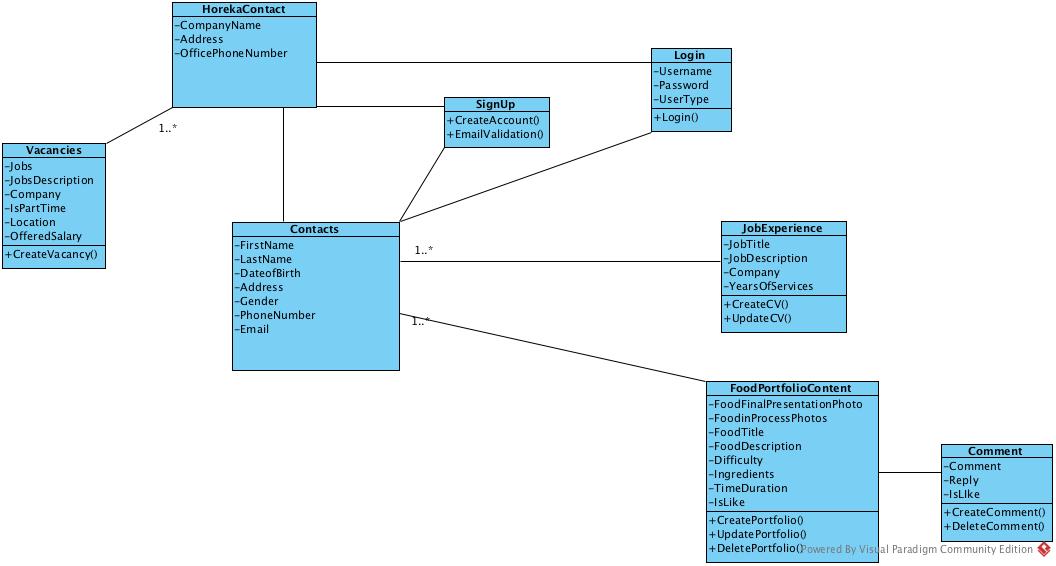 HorekaContact
-CompanyName
-Address
-OfficePhoneNumber
Login
-Username
-Password
-UserType
+Login()
SignUp
+CreateAccount()
+EmailValidation()
1..*
Vacancies
-Jobs
-JobsDescription
-Company
-IsPartTime
-Location
-OfferedSalary
+CreateVacancy()
Contacts
-FirstName
-LastName
-DateofBirth
-Address
-Gender
-PhoneNumber
-Email
1..*
1..*
JobExperience
-JobTitle
-JobDescription
-Company
-YearsOfServices
+CreateCV()
+UpdateCV()
FoodPortfolioContent
-FoodFinalPresentationPhoto
-FoodinProcessPhotos
-FoodTitle
-FoodDescription
-Difficulty
-Ingredients
-TimeDuration
-IsLike
+CreatePortfolio()
+UpdatePortfolio()
+DeletePortfolio()
Comment
-Comment
-Reply
-IsLIke
+CreateComment()
+DeleteComment()
Powered By Visual Paradigm Community Edition